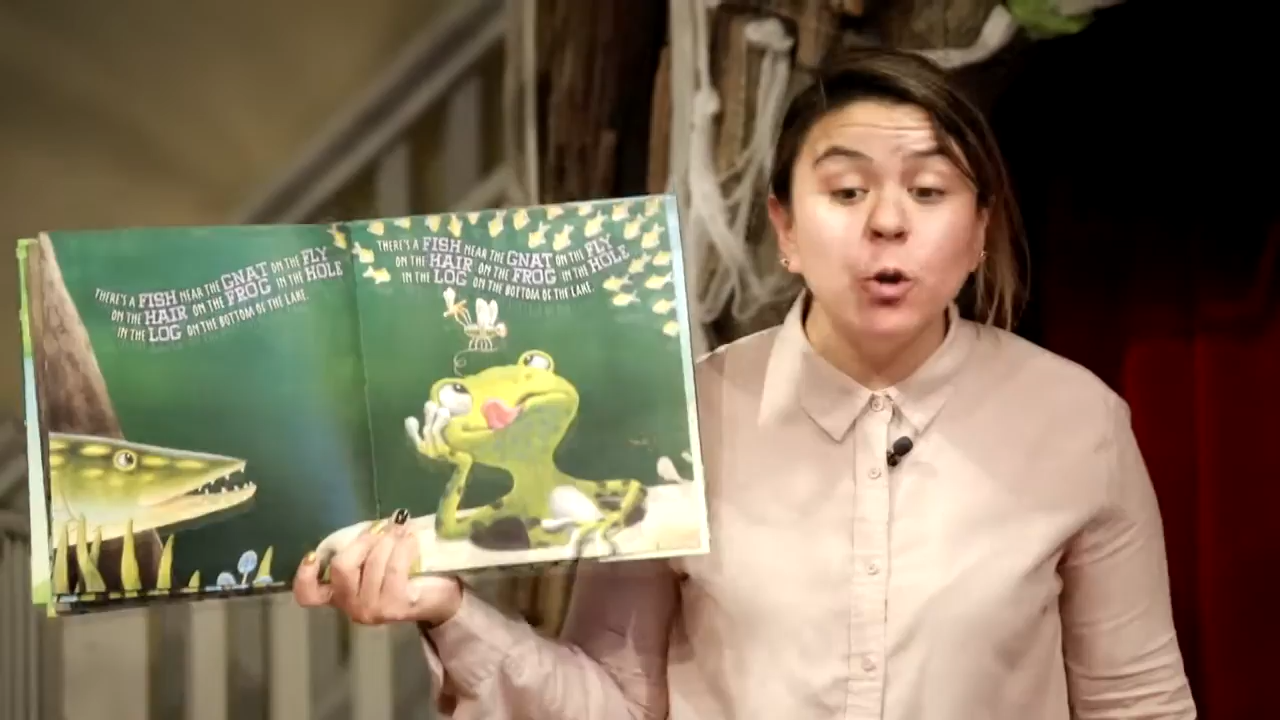 THERE'S A FISH NEAR THE GNAT ON THE FLY
ON THE HAIR ON THE FROG IN THE HOLE
IN THE LOG ON THE BOTTOM OF THE LAKE.
THERE'S A FISH NEAR THE GNAT ON THE FLY
ON THE HAIR ON THE FROG IN THE HOLE
IN THE LOG ON THE BOTTOM OF THE LAKE.